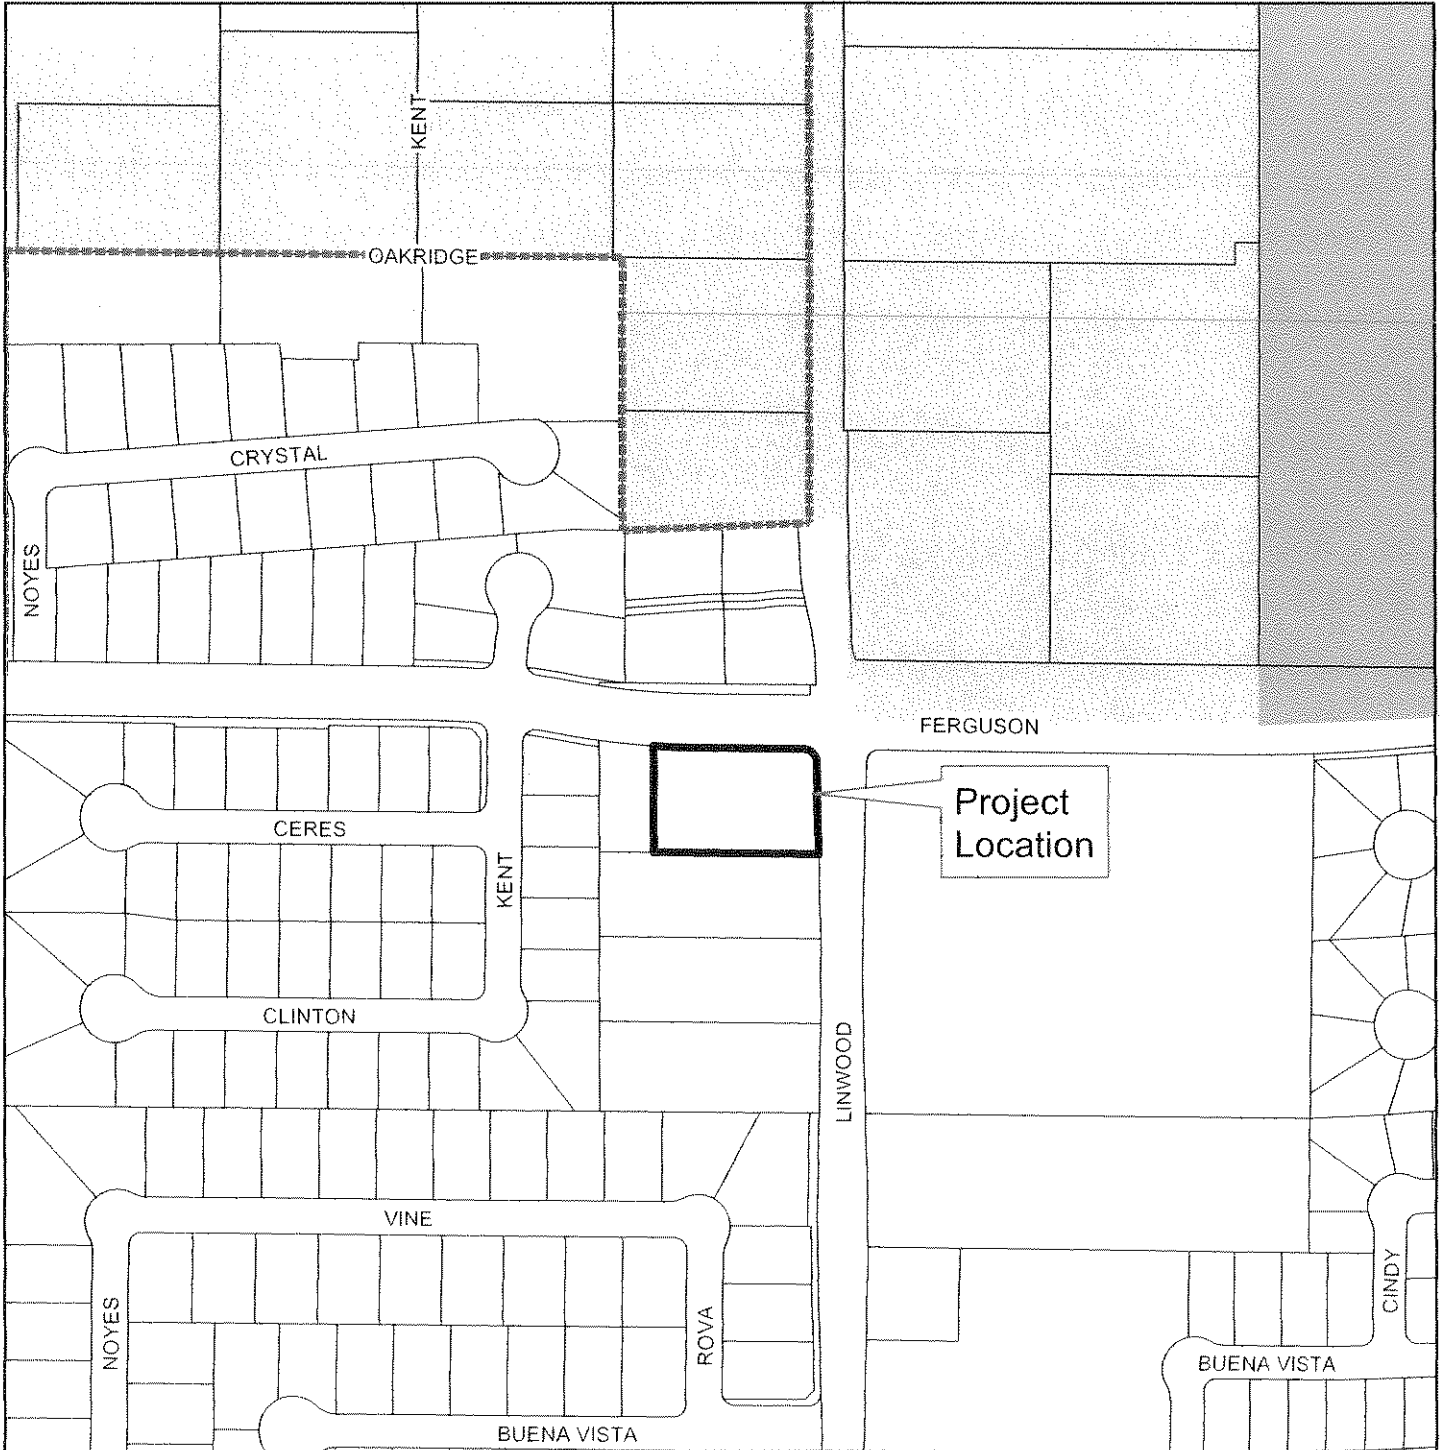 KENT
OAKRIDGE
CRYSTAL
NOYES
FERGUSON
Project
Location
CERES
KENT
CLINTON
LINWOOD
VINE
NOYES
ROVA
CINDY
BUENA VISTA
BUENA VISTA